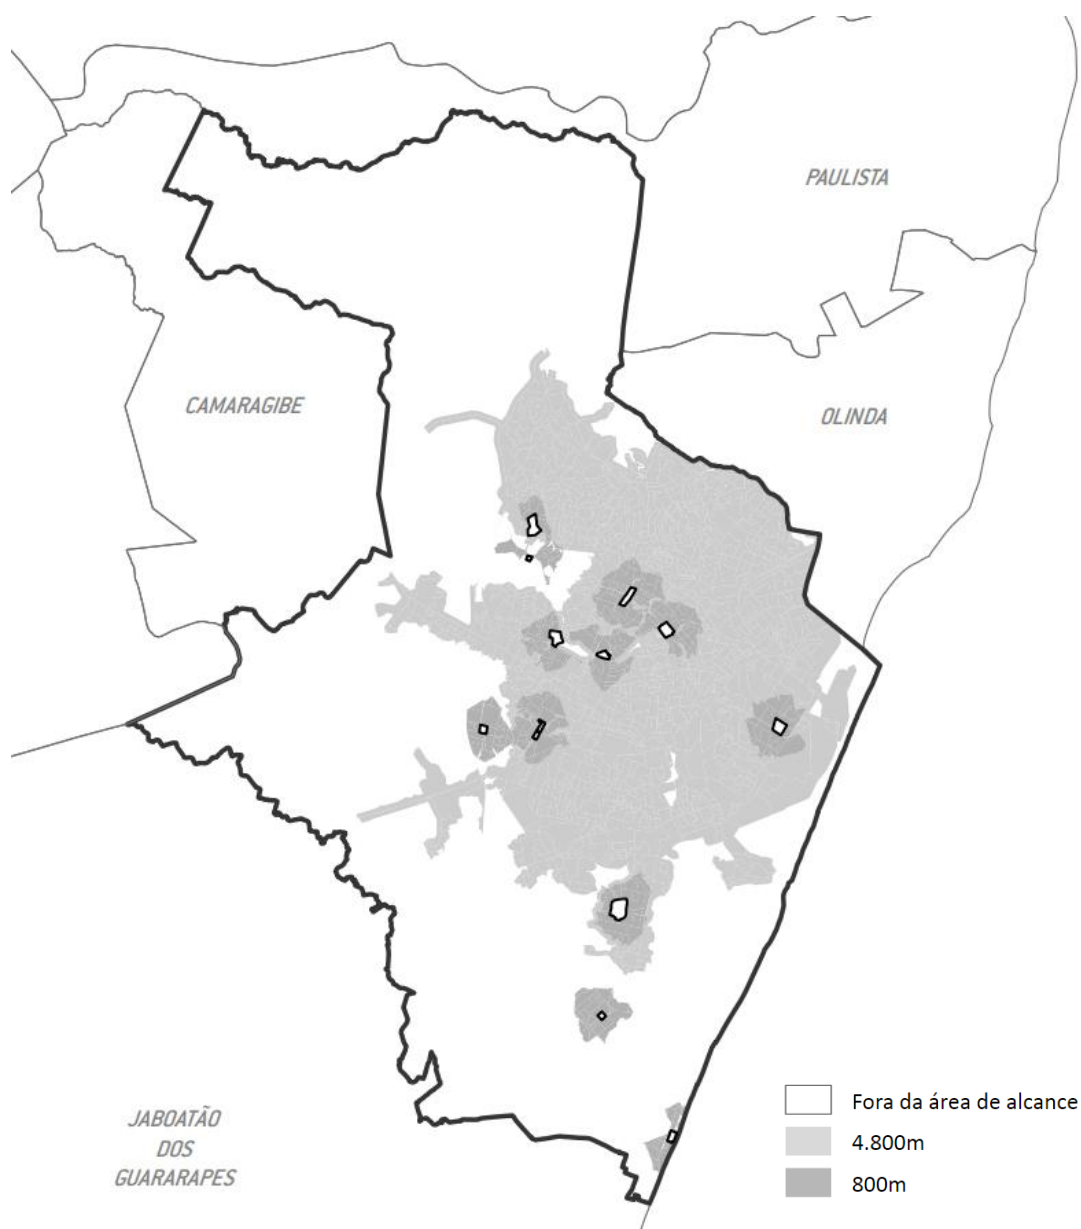 PAULISTA
CAMARAGIBE
OLINDA
JABOATÃO
DOS
GUARARAPES
Fora da área de alcance
4.800m
800m